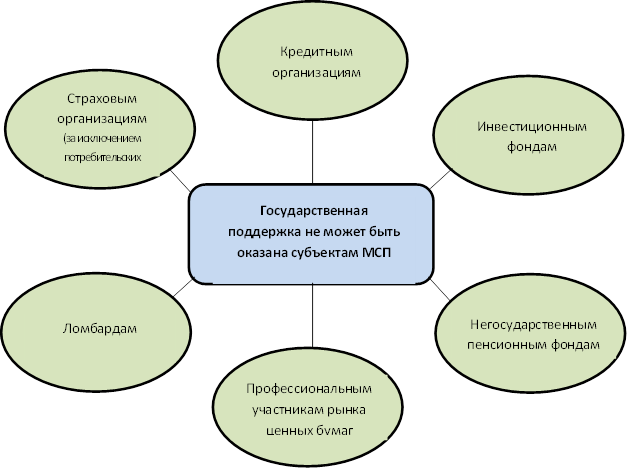 Кредитным
организациям
Страховым
организациям
(за исключением
потребительских
Инвестиционным
фондам
Государственная
поддержка не может быть
оказана субъектам МСП
Ломбардам
Негосударственным
пенсионным фондам
Профессиональным
участникам рынка
ценных бумаг